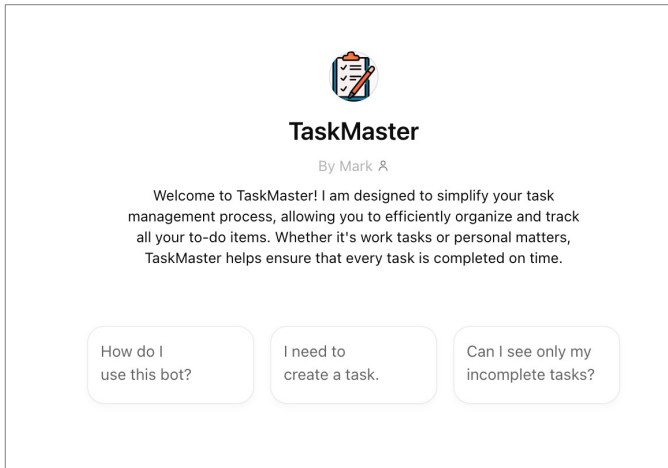 TaskMaster
By Mark
Welcome to TaskMaster! I am designed to simplify your task
management process, allowing you to efficiently organize and track
all your to-do items. Whether it's work tasks or personal matters,
TaskMaster helps ensure that every task is completed on time.
How do I
use this bot?
I need to
create a task.
Can I see only my
incomplete tasks?